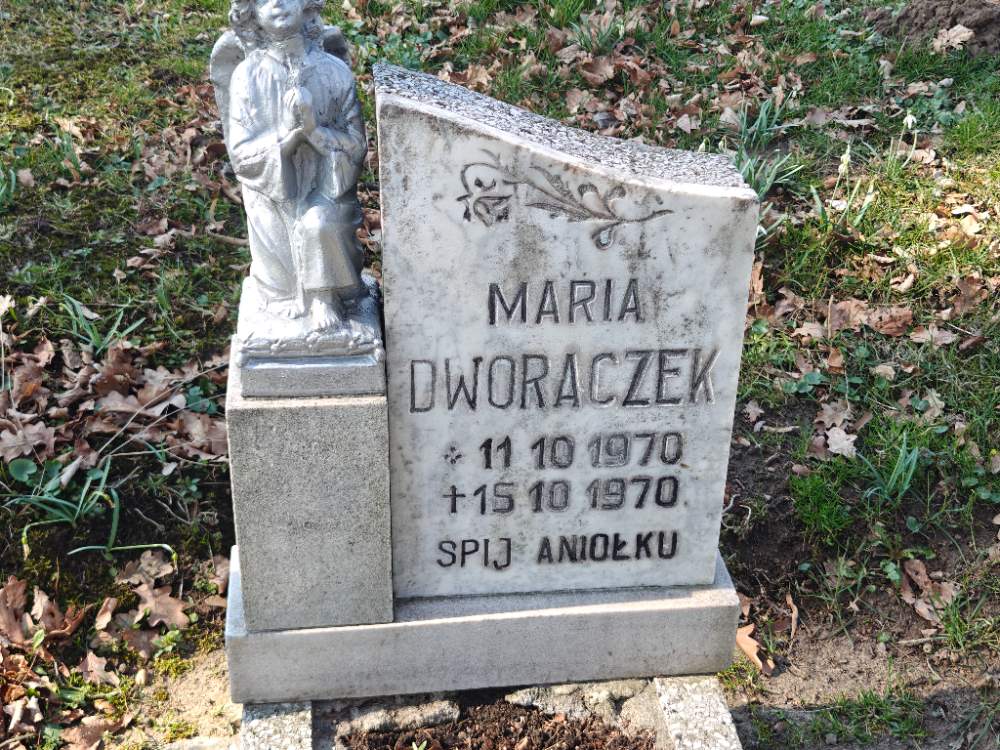 MARIA
DWORACZEK
* 11 10 1970
† 15 10 1970
SPIJ ANIOŁKU